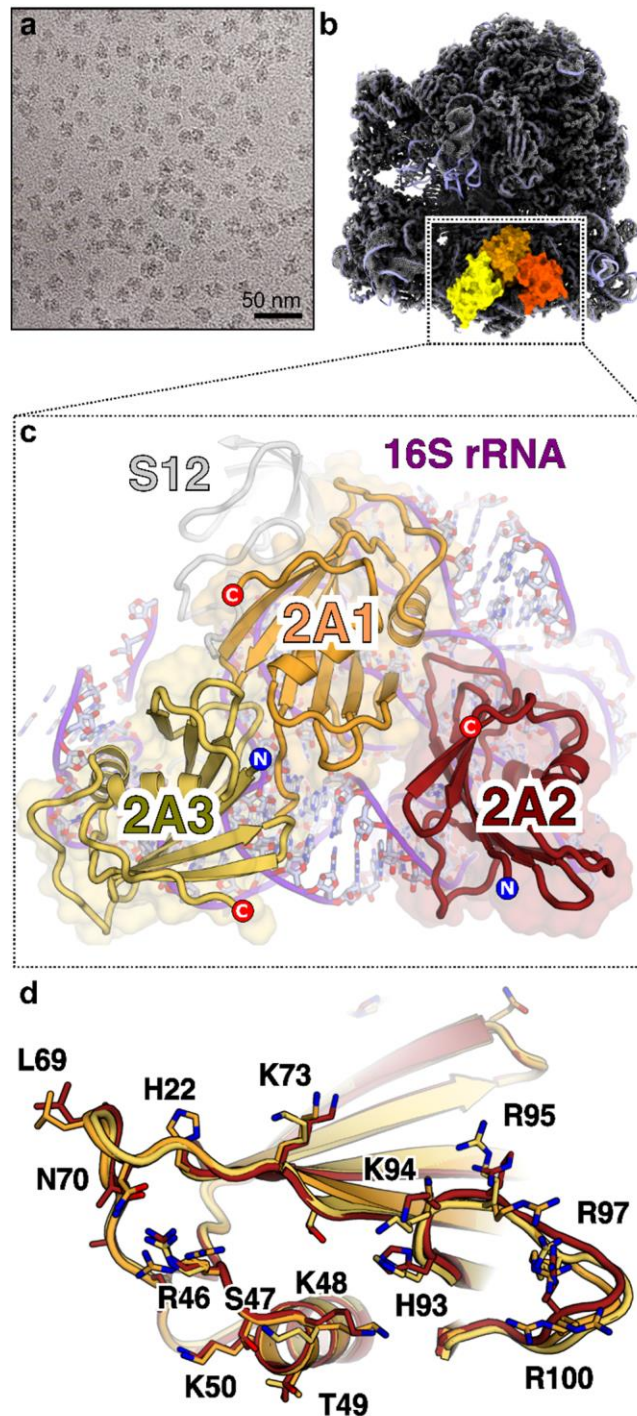 a
b
50 nm
c
S12
16S rRNA
C
2A1
N
C
2A3
2A2
C
N
d
L69
H22
K73
R95
N70
K94
R97
R46
S47
K48
H93
K50
T49
R100